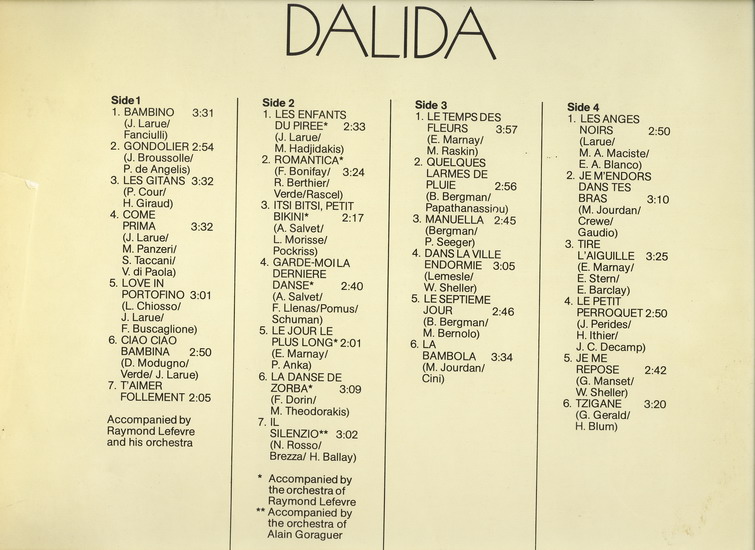 DALIDA
Side 1
1. BAMBINO 3:31
(J. Larue/
Fanciulli)
2. GONDOLIER 2:54
(J. Broussolle/
P. de Angelis)
3. LES GITANS 3:32
(P. Cour/
H. Giraud)
4. COME
PRIMA 3:32
(J. Larue/
M. Panzeri/
S. Taccani/
V. di Paola)
5. LOVE IN
PORTOFINO 3:01
(L. Chiosso/
J. Larue/
F. Buscaglione)
6. CIAO CIAO
BAMBINA 2:50
(D. Modugno/
Verde/ J. Larue)
7. T'AIMER
FOLLEMENT 2:05
Accompanied by
Raymond Lefevre
and his orchestra
Side 2
1. LES ENFANTS
DU PIREE* 2:33
(J. Larue/
M. Hadjidakis)
2. ROMANTICA*
(F. Bonifay/ 3:24
R. Berthier/
Verde/Rascel)
3. ITSI BITSI, PETIT
BIKINI* 2:17
(A. Salvet/
L. Morisse/
Pockriss)
4. GARDE-MOI LA
DERNIERE
DANSE* 2:40
(A. Salvet/
F. Llenas/Pomus/
Schuman)
5. LE JOUR LE
PLUS LONG* 2:01
(E. Marnay/
P. Anka)
6. LA DANSE DE
ZORBA* 3:09
(F. Dorin/
M. Theodorakis)
7. IL
SILENZIO** 3:02
(N. Rosso/
Brezza/ H. Ballay)
* Accompanied by
the orchestra of
Raymond Lefevre
** Accompanied by
the orchestra of
Alain Goraguer
Side 3
1. LE TEMPS DES
FLEURS 3:57
(E. Marnay/
M. Raskin)
2. QUELQUES
LARMES DE
PLUIE 2:56
(B. Bergman/
Papathanassiou)
3. MANUELLA 2:45
(Bergman/
P. Seeger)
4. DANS LA VILLE
ENDORMIE 3:05
(Lemesle/
W. Sheller)
5. LE SEPTIEME
JOUR 2:46
(B. Bergman/
M. Bernolo)
6. LA
BAMBOLA 3:34
(M. Jourdan/
Cini)
Side 4
1. LES ANGES
NOIRS 2:50
(Larue/
M. A. Maciste/
E. A. Blanco)
2. JE M'ENDORS
DANS TES
BRAS 3:10
(M. Jourdan/
Crewe/
Gaudio)
3. TIRE
L'AIGUILLE 3:25
(E. Marnay/
E. Stern/
E. Barclay)
4. LE PETIT
PERROQUET 2:50
(J. Perides/
H. Ithier/
J. C. Decamp)
5. JE ME
REPOSE 2:42
(G. Manset/
W. Sheller)
6. TZIGANE 3:20
(G. Gerald/
H. Blum)